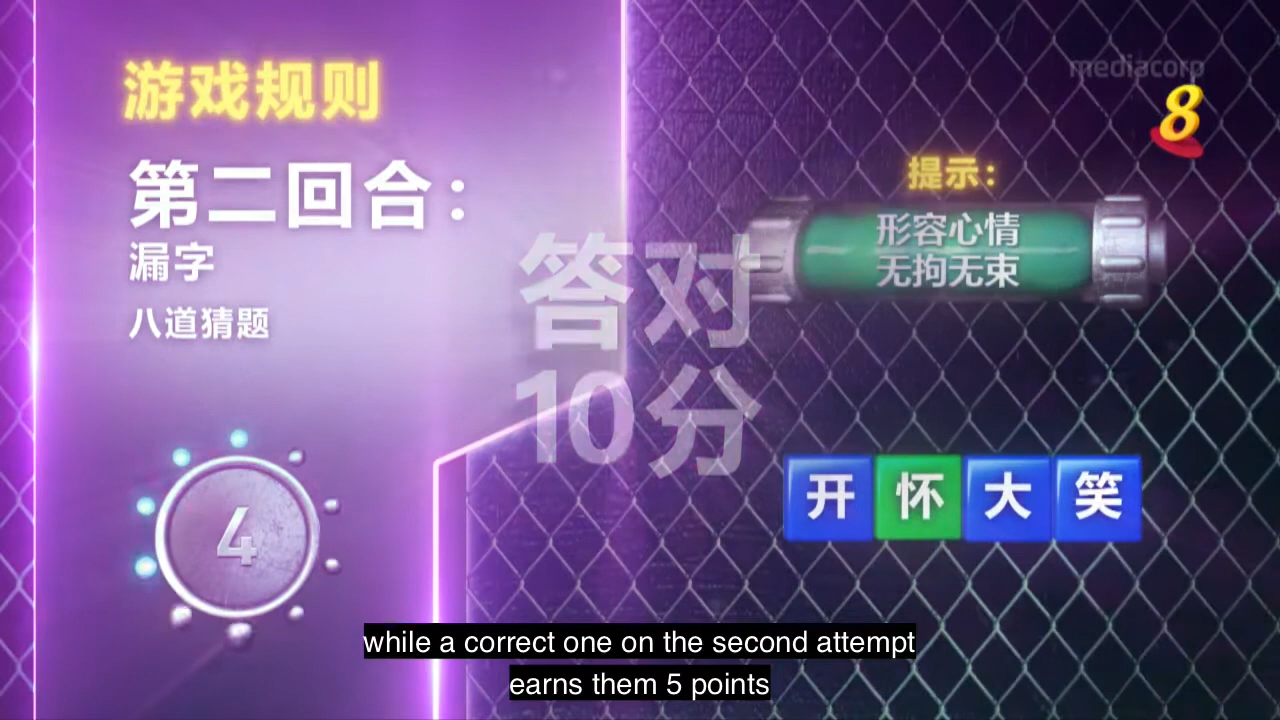 游戏规则
第二回合：
漏字
八道猜题
4
答对
10分
mediacorp
8
提示：
形容心情
无拘无束
开怀大笑
while a correct one on the second attempt
earns them 5 points